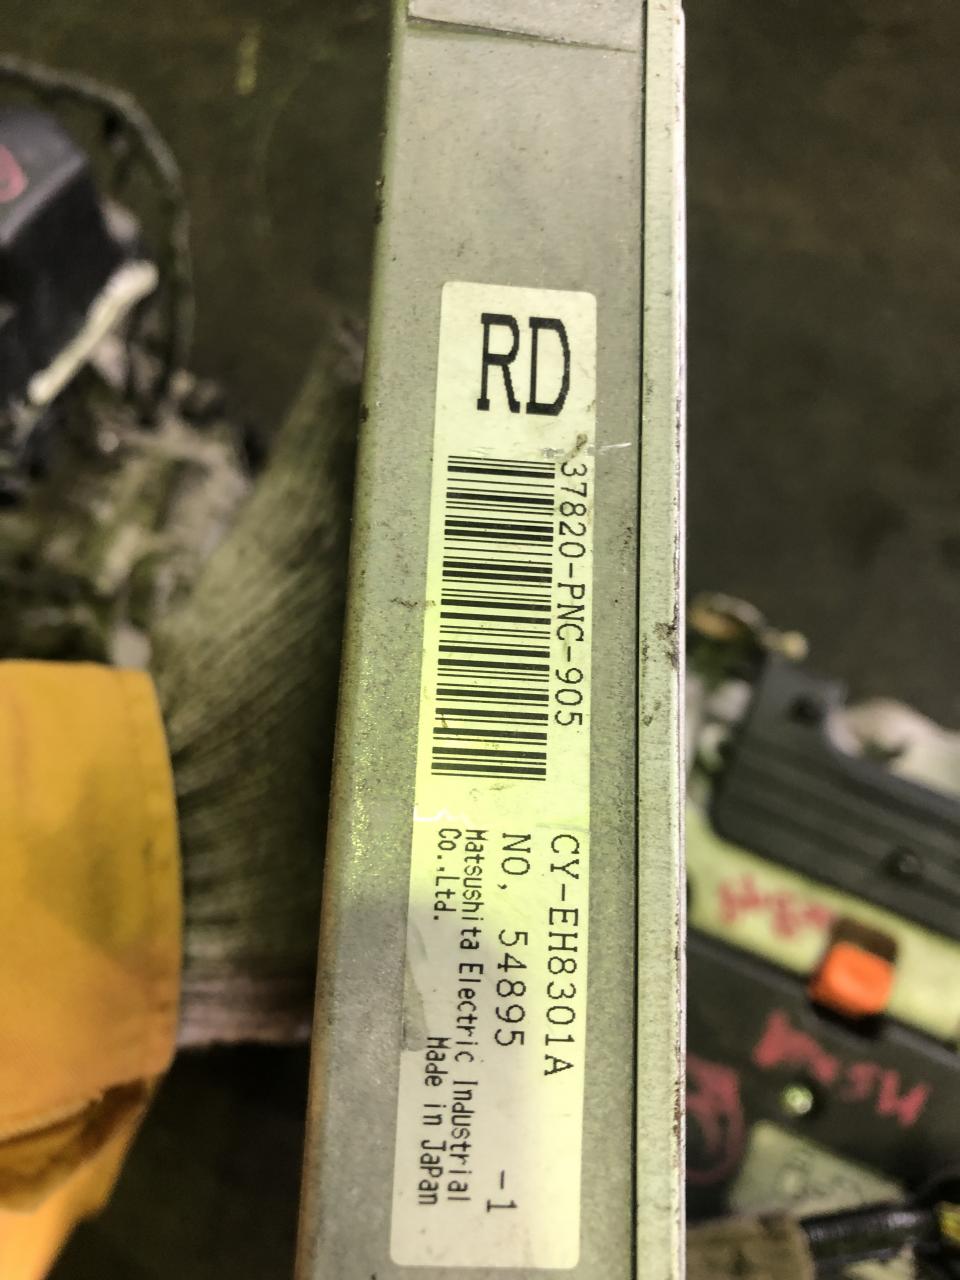 RD
37820-PNC-905
CY-EH8301A
NO, 54895 -1
Matsushita Electric Industrial
Co.,Ltd. Made in Japan